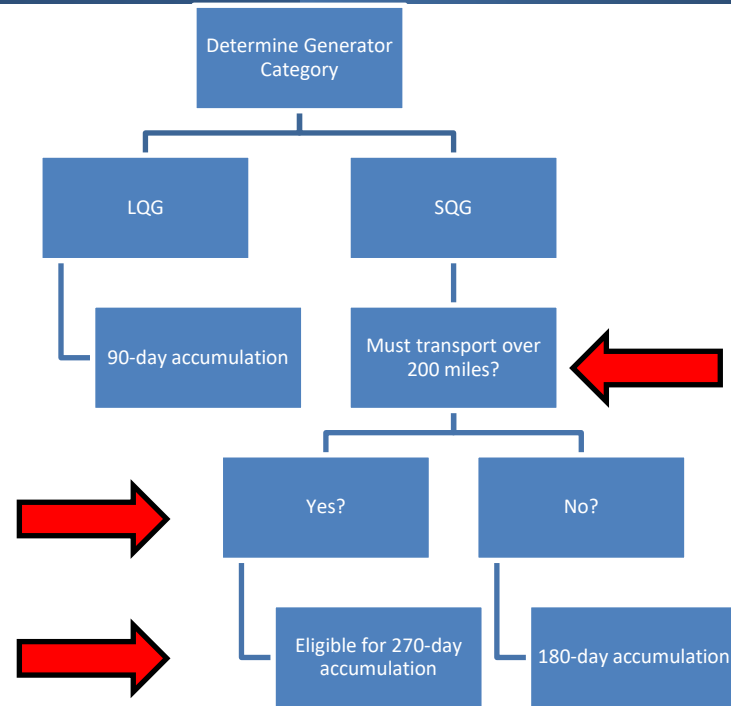 Determine Generator
Category
LQG
SQG
90-day accumulation
Must transport over
200 miles?
Yes?
No?
Eligible for 270-day
accumulation
180-day accumulation